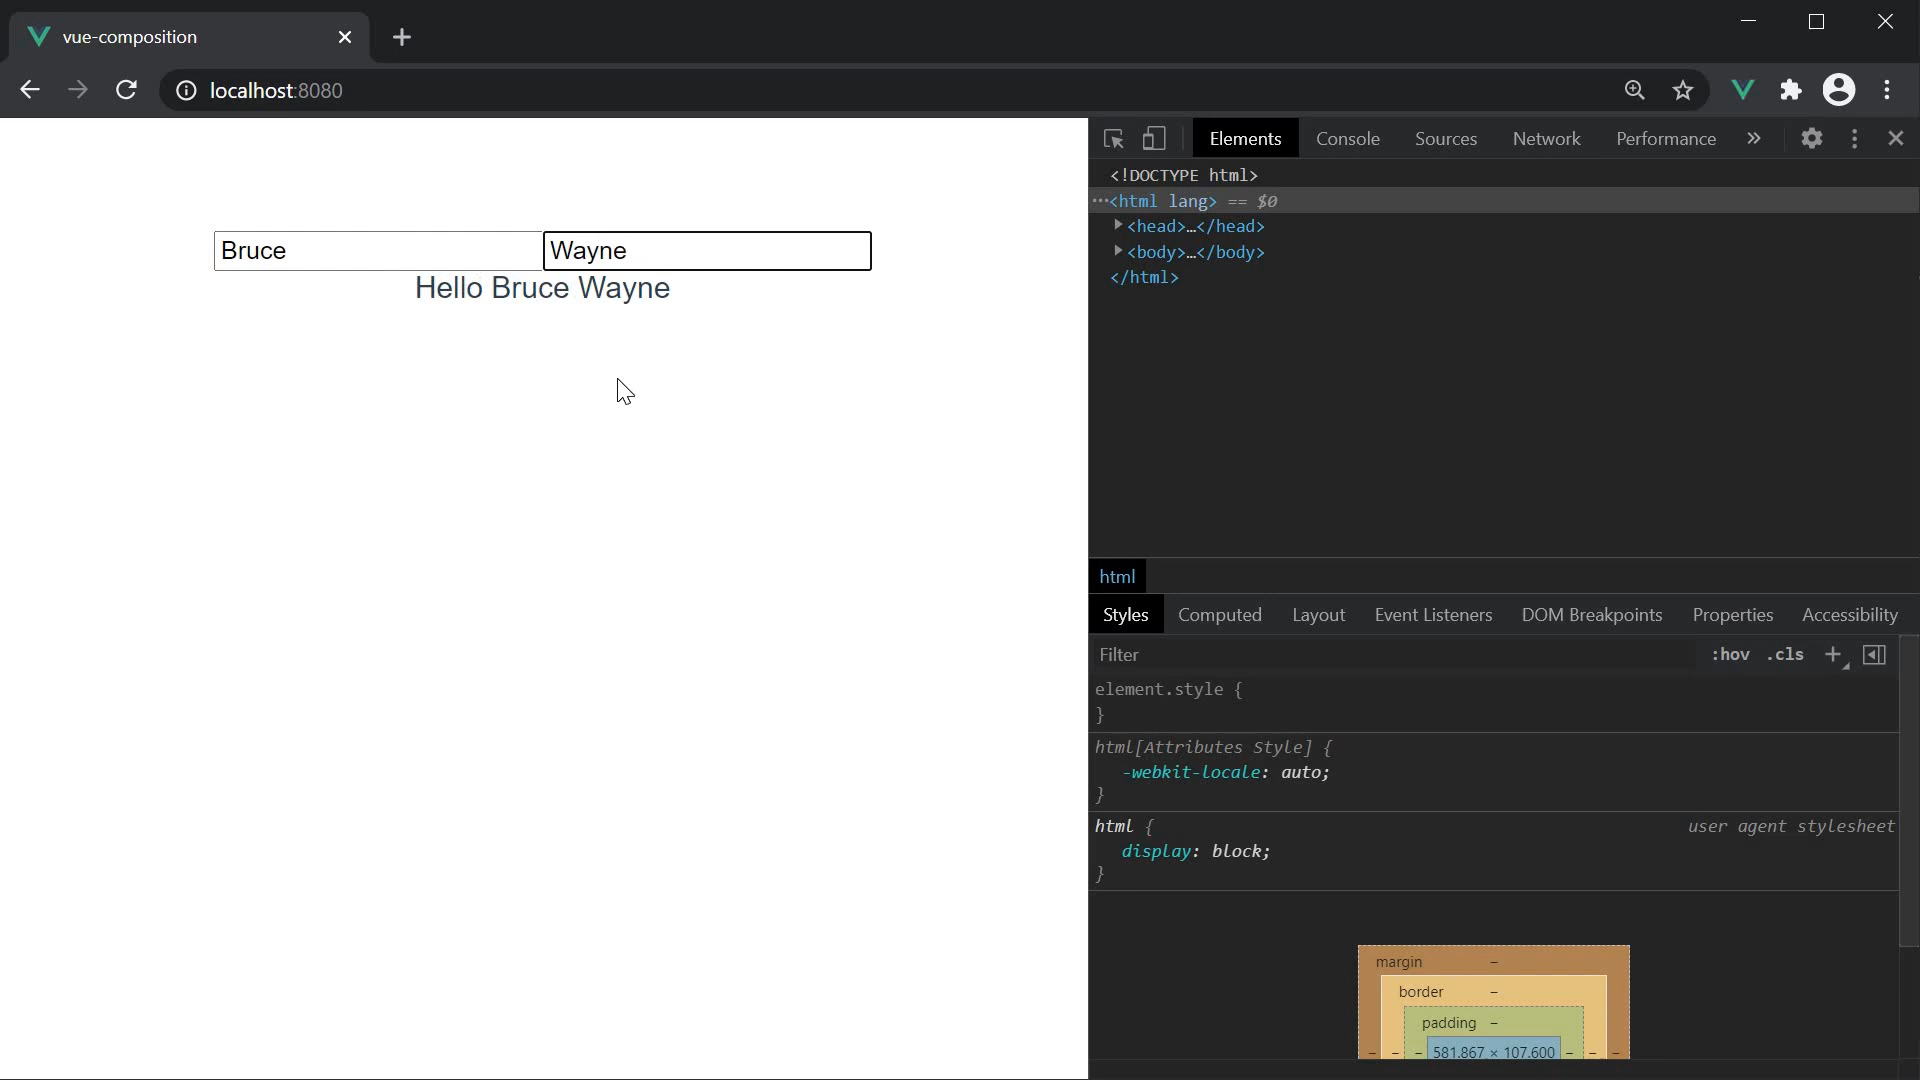 vue-composition
localhost:8080
Bruce
Wayne
Hello Bruce Wayne
Elements Console Sources Network Performance
<!DOCTYPE html>
⋯<html lang> == $0
<head>…</head>
<body>…</body>
</html>
html
Styles Computed Layout Event Listeners DOM Breakpoints Properties Accessibility
Filter :hov .cls
element.style {
}
html[Attributes Style] {
-webkit-locale: auto;
}
html { user agent stylesheet
display: block;
}
margin –
border –
padding –
– – – 581.867 × 107.600 – – –